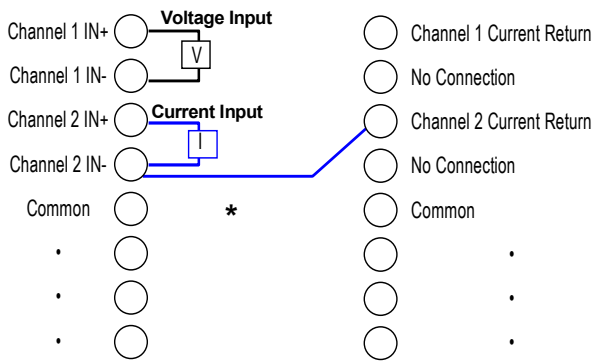 Voltage Input
Channel 1 IN+
V
Channel 1 Current Return
Channel 1 IN-
No Connection
Channel 2 IN+
Current Input
I
Channel 2 Current Return
Channel 2 IN-
No Connection
Common
*
Common
•
•
•
•
•
•